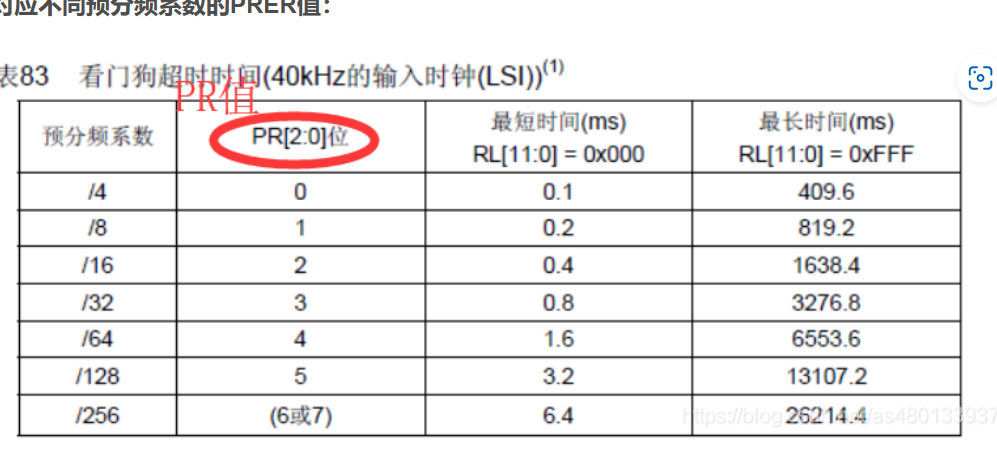 对应不同预分频系数的PRER值：
表83 看门狗超时时间(40kHz的输入时钟(LSI))(1)
PR值
预分频系数 PR[2:0]位 最短时间(ms) RL[11:0] = 0x000 最长时间(ms) RL[11:0] = 0xFFF
/4 0 0.1 409.6
/8 1 0.2 819.2
/16 2 0.4 1638.4
/32 3 0.8 3276.8
/64 4 1.6 6553.6
/128 5 3.2 13107.2
/256 (6或7) 6.4 26214.4